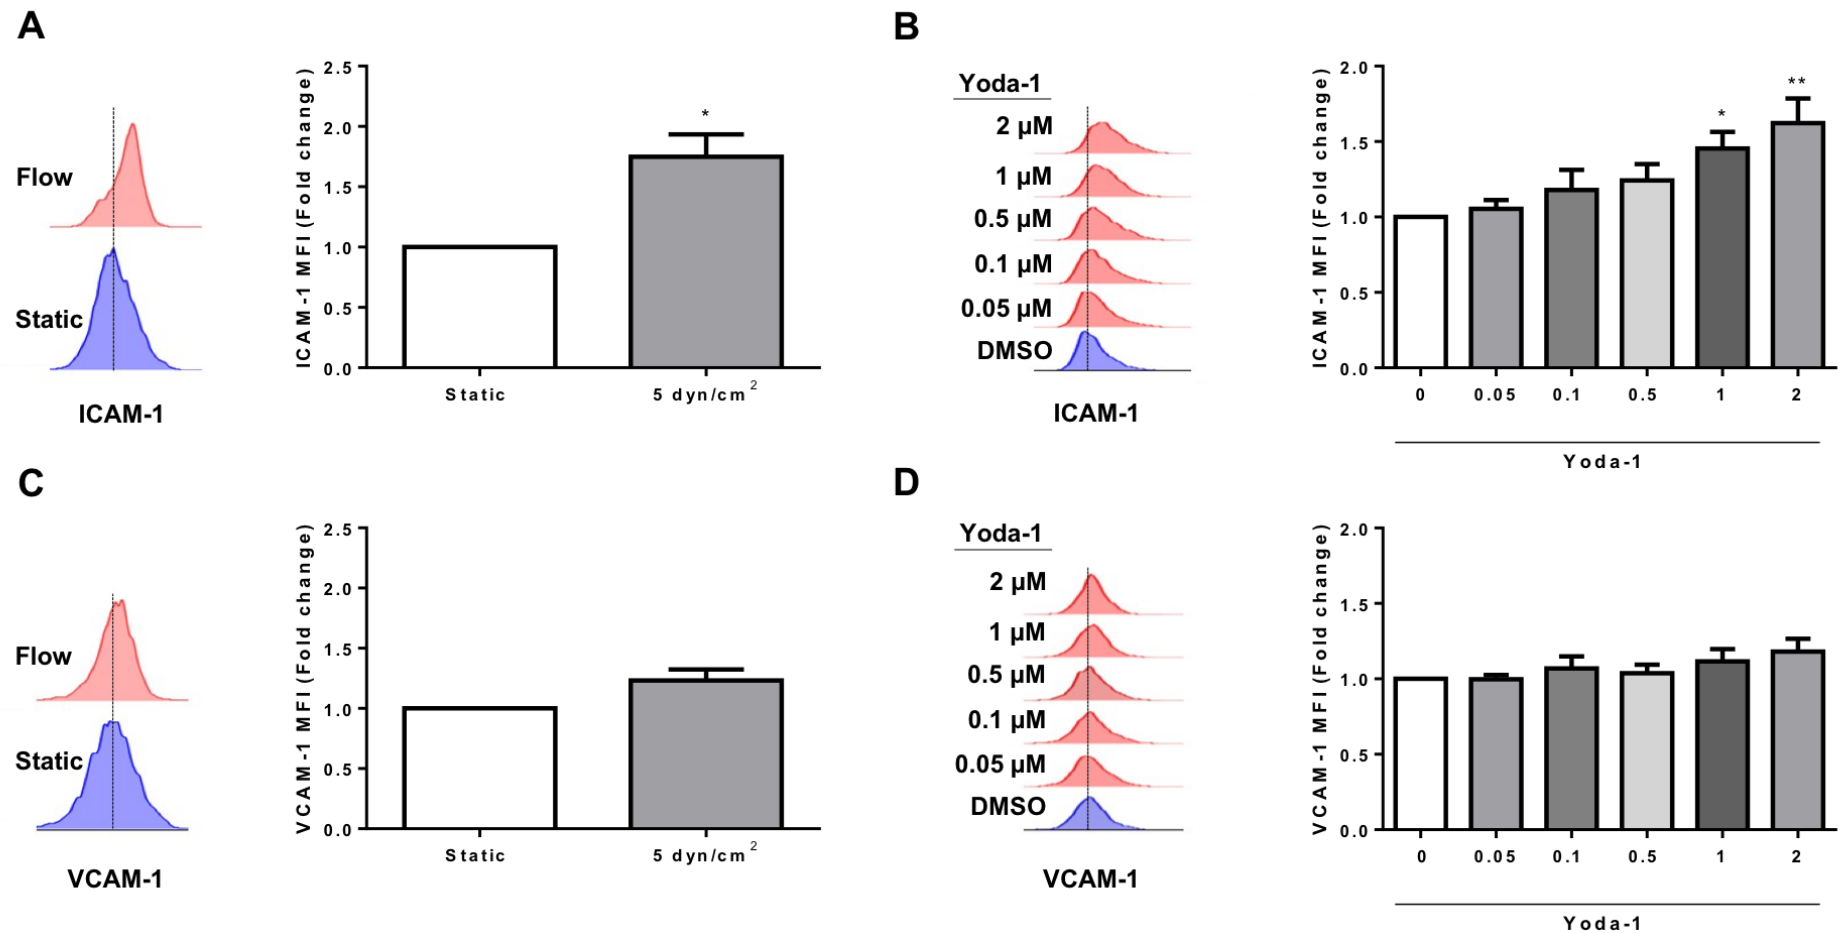 A
Flow
Static
ICAM-1
ICAM-1 MFI (Fold change)
2.5
2.0
1.5
1.0
0.5
0.0
*
Static
5 dyn/cm²
B
Yoda-1
2 µM
1 µM
0.5 µM
0.1 µM
0.05 µM
DMSO
ICAM-1
ICAM-1 MFI (Fold change)
2.0
1.5
1.0
0.5
0.0
*
**
0
0.05
0.1
0.5
1
2
Yoda-1
C
Flow
Static
VCAM-1
VCAM-1 MFI (Fold change)
2.5
2.0
1.5
1.0
0.5
0.0
Static
5 dyn/cm²
D
Yoda-1
2 µM
1 µM
0.5 µM
0.1 µM
0.05 µM
DMSO
VCAM-1
VCAM-1 MFI (Fold change)
2.0
1.5
1.0
0.5
0.0
0
0.05
0.1
0.5
1
2
Yoda-1